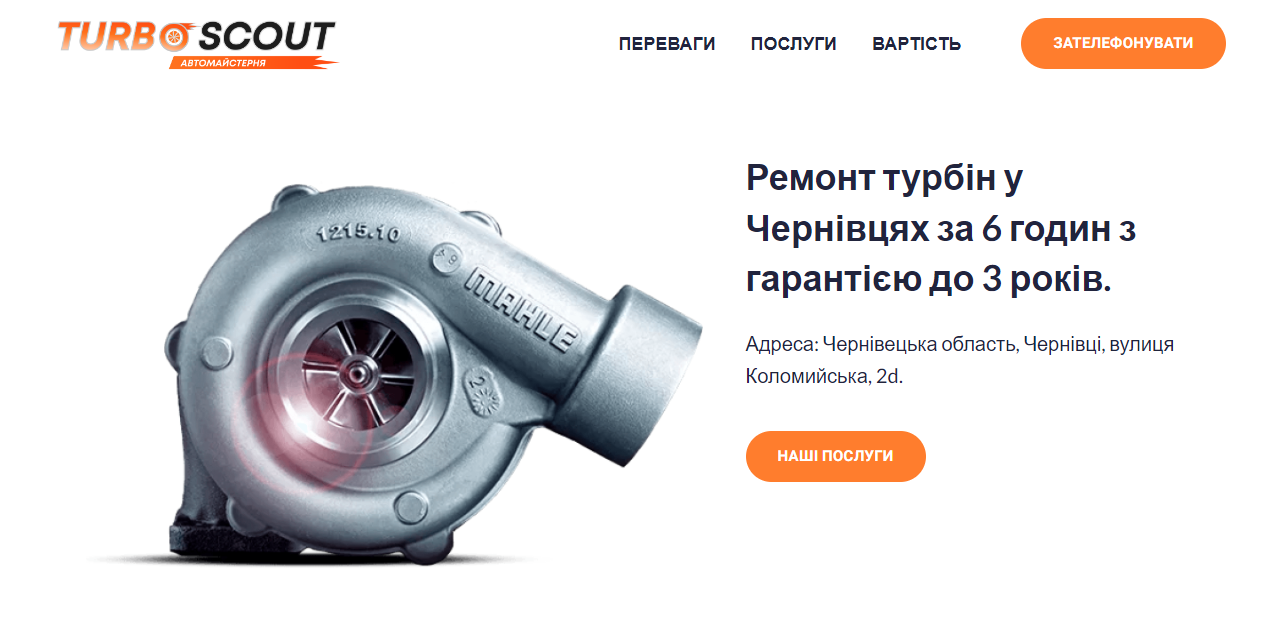 TURBO SCOUT
АВТОМАЙСТЕРНЯ
ПЕРЕВАГИ ПОСЛУГИ ВАРТІСТЬ ЗАТЕЛЕФОНУВАТИ
1215.10
MAHLE
Ремонт турбін у
Чернівцях за 6 годин з
гарантією до 3 років.
Адреса: Чернівецька область, Чернівці, вулиця
Коломийська, 2d.
НАШІ ПОСЛУГИ